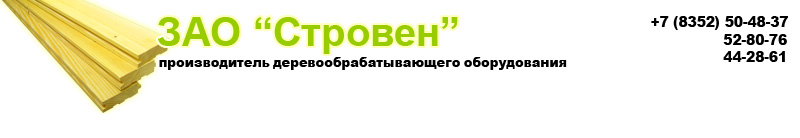 ЗАО “Стровен”
производитель деревообрабатывающего оборудования
+7 (8352) 50-48-37
52-80-76
44-28-61